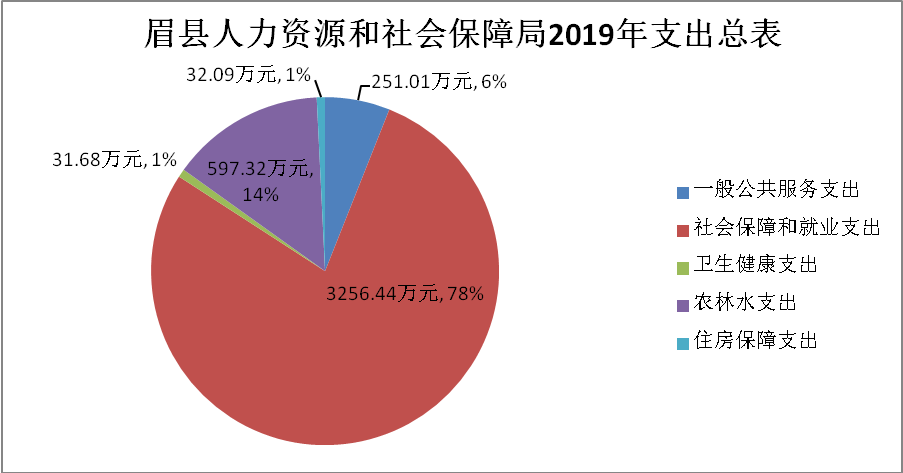 眉县人力资源和社会保障局2019年支出总表
32.09万元, 1%
251.01万元, 6%
31.68万元, 1%
597.32万元,
14%
3256.44万元, 78%
一般公共服务支出
社会保障和就业支出
卫生健康支出
农林水支出
住房保障支出